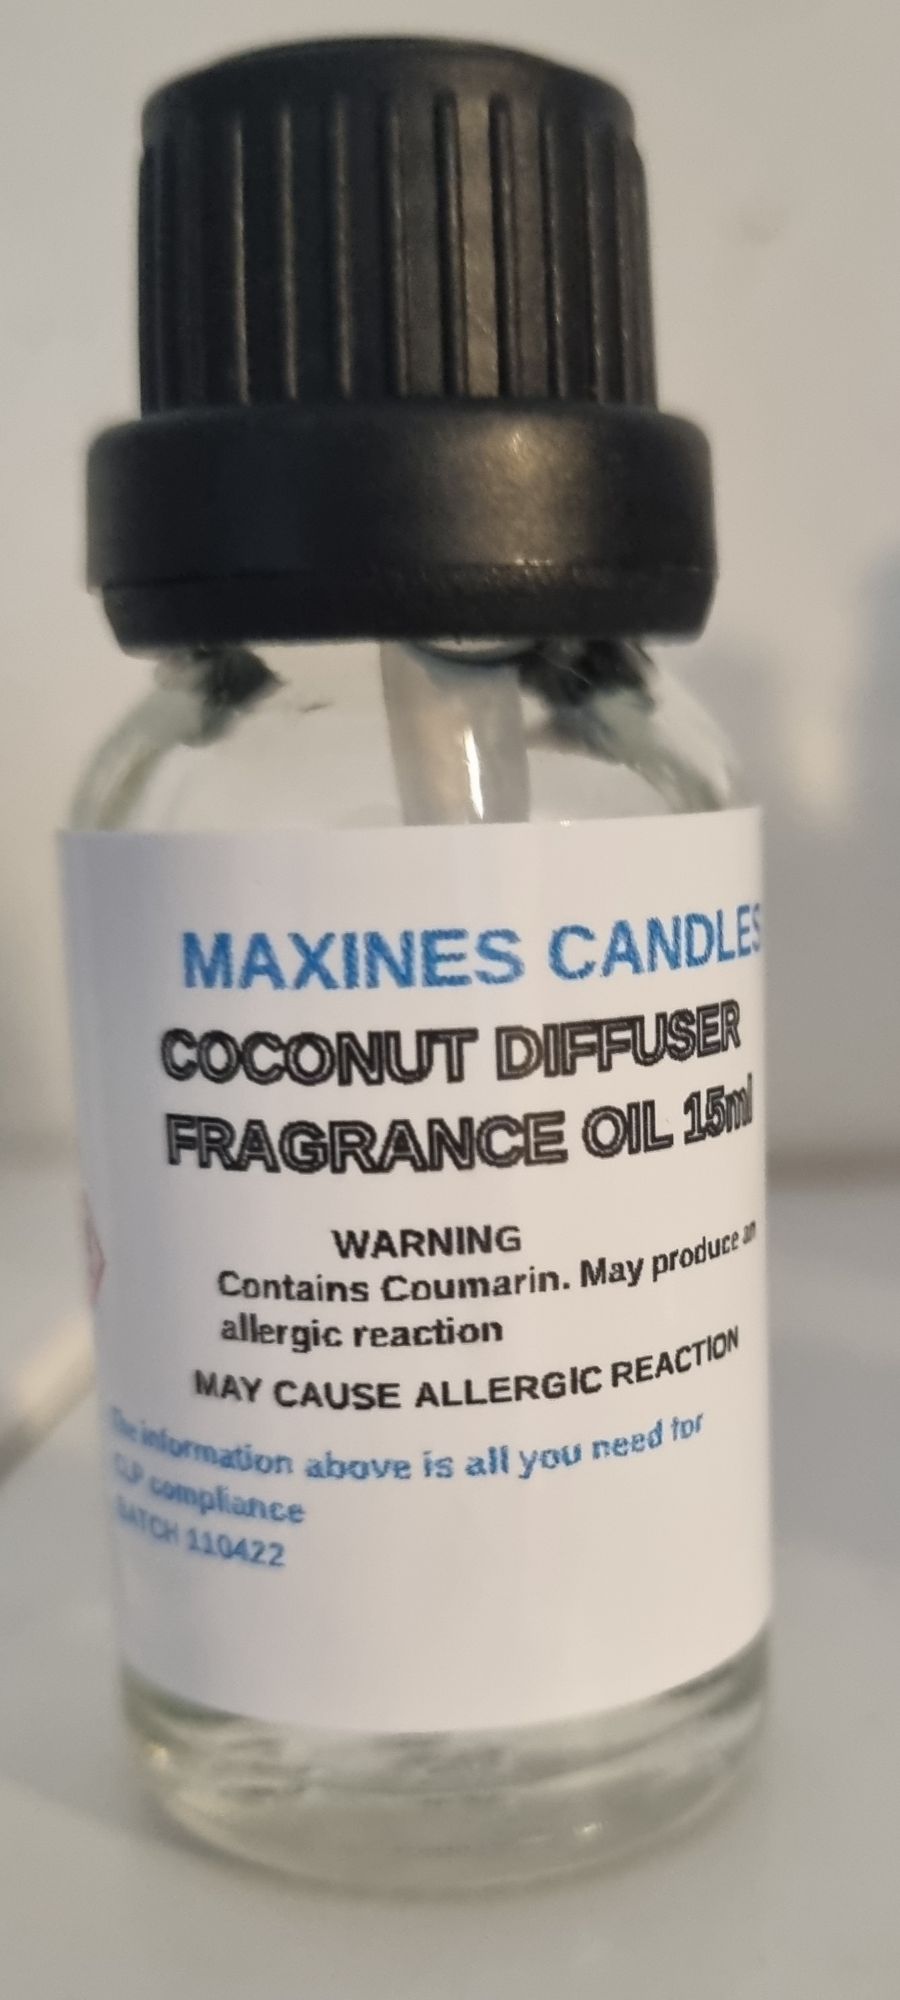 MAXINES CANDLES
COCONUT DIFFUSER
FRAGRANCE OIL 15ml
WARNING
Contains Coumarin. May produce an
allergic reaction
MAY CAUSE ALLERGIC REACTION
The information above is all you need for
CLP compliance
BATCH 110422